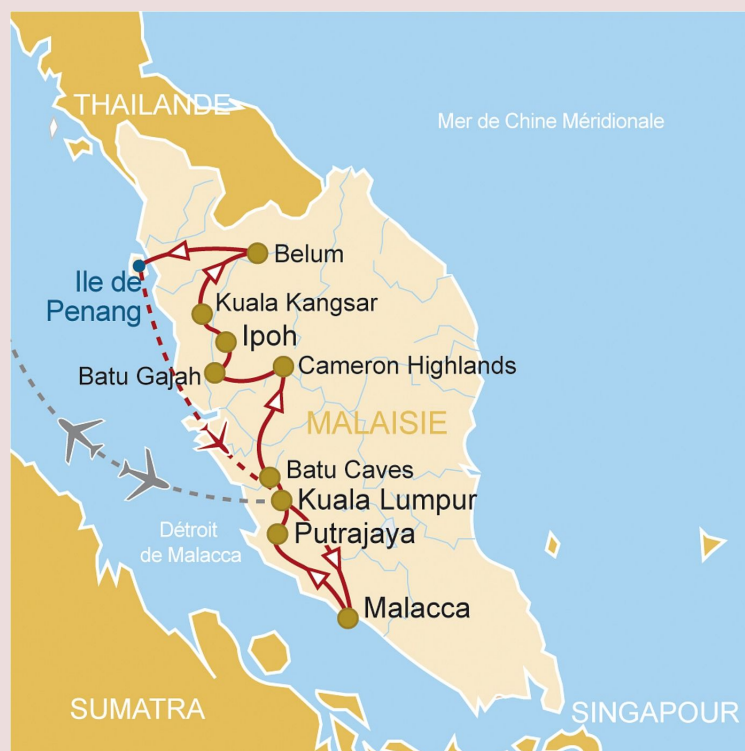 THAILANDE
Mer de Chine Méridionale
Belum
Ile de
Penang
Kuala Kangsar
Ipoh
Cameron Highlands
Batu Gajah
MALAISIE
Batu Caves
Kuala Lumpur
Détroit
de Malacca
Putrajaya
Malacca
SUMATRA
SINGAPOUR